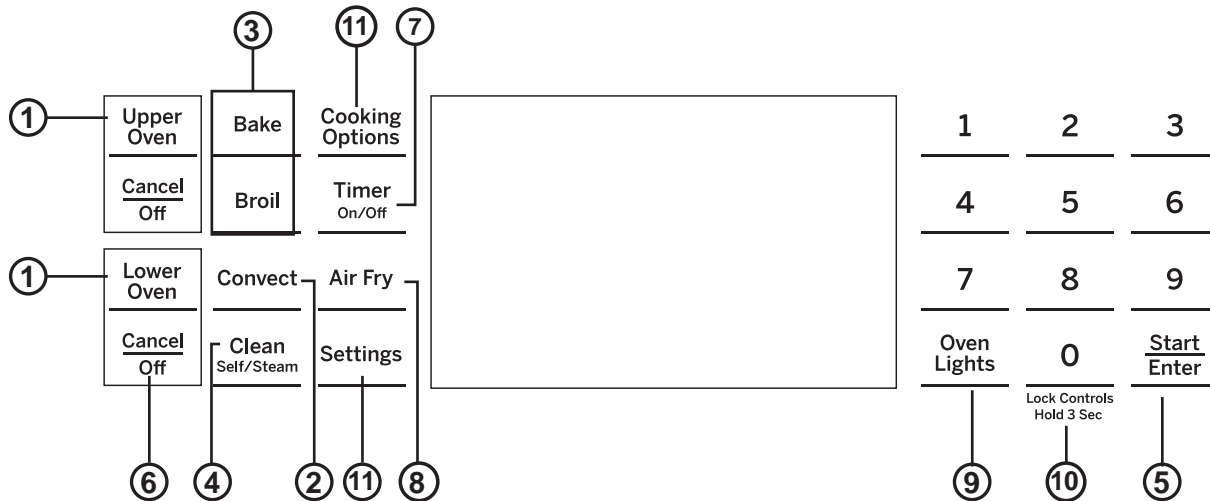 3
11
7
1
Upper
Oven
Bake
Cooking
Options
1
2
3
Cancel
Off
Broil
Timer
On/Off
4
5
6
1
Lower
Oven
Convect
Air Fry
7
8
9
Cancel
Off
Clean
Self/Steam
Settings
Oven
Lights
0
Start
Enter
Lock Controls
Hold 3 Sec
6
4
2
11
8
9
10
5